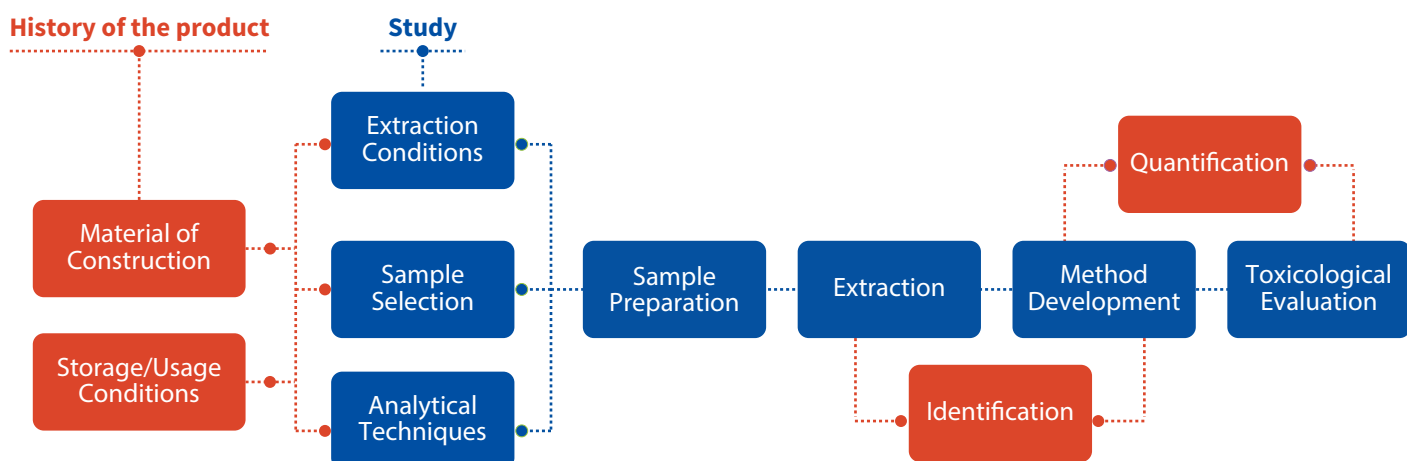 History of the product
Study
Extraction
Conditions
Material of
Construction
Sample
Selection
Storage/Usage
Conditions
Analytical
Techniques
Sample
Preparation
Extraction
Method
Development
Toxicological
Evaluation
Quantification
Identification